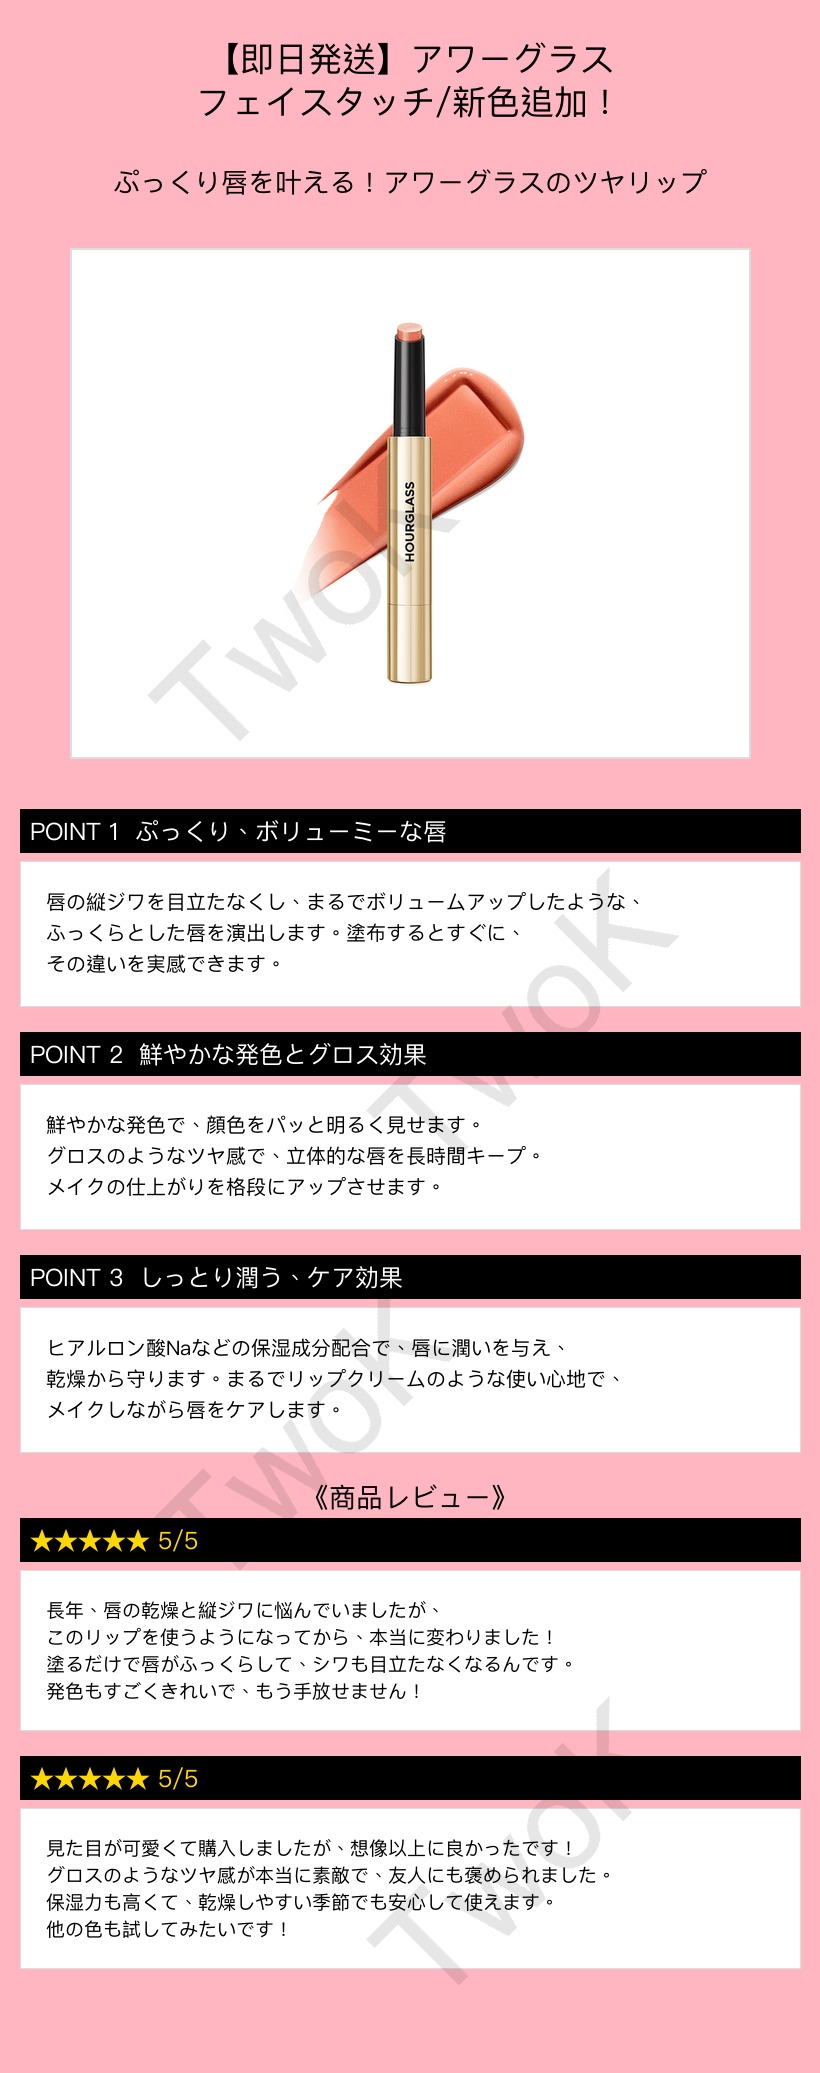 【即日発送】アワーグラス
フェイスタッチ/新色追加！
ぷっくり唇を叶える！アワーグラスのツヤリップ
HOURGLASS
TwoK
POINT 1 ぷっくり、ボリューミーな唇
唇の縦ジワを目立たなくし、まるでボリュームアップしたような、
ふっくらとした唇を演出します。塗布するとすぐに、
その違いを実感できます。
TwoK
POINT 2 鮮やかな発色とグロス効果
鮮やかな発色で、顔色をパッと明るく見せます。
グロスのようなツヤ感で、立体的な唇を長時間キープ。
メイクの仕上がりを格段にアップさせます。
POINT 3 しっとり潤う、ケア効果
ヒアルロン酸Naなどの保湿成分配合で、唇に潤いを与え、
乾燥から守ります。まるでリップクリームのような使い心地で、
メイクしながら唇をケアします。
TwoK
《商品レビュー》
★★★★★ 5/5
長年、唇の乾燥と縦ジワに悩んでいましたが、
このリップを使うようになってから、本当に変わりました！
塗るだけで唇がふっくらして、シワも目立たなくなるんです。
発色もすごくきれいで、もう手放せません！
★★★★★ 5/5
見た目が可愛くて購入しましたが、想像以上に良かったです！
グロスのようなツヤ感が本当に素敵で、友人にも褒められました。
保湿力も高くて、乾燥しやすい季節でも安心して使えます。
他の色も試してみたいです！
TwoK